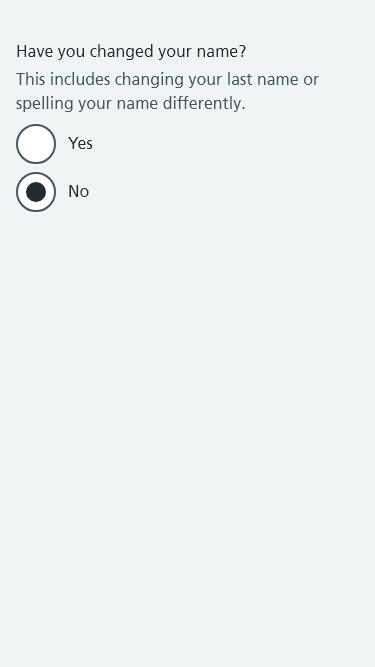 Have you changed your name?
This includes changing your last name or
spelling your name differently.
Yes
No